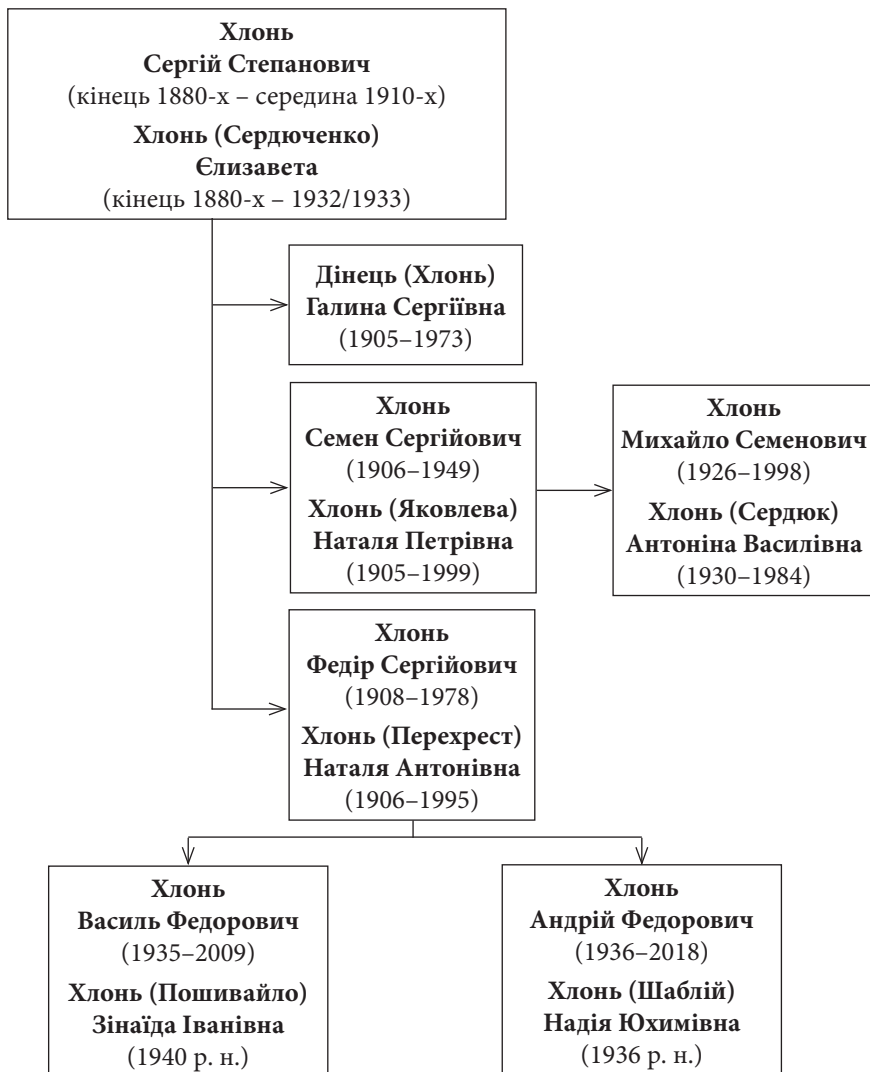 Хлонь
Сергій Степанович
(кінець 1880-х – середина 1910-х)
Хлонь (Сердюченко)
Єлизавета
(кінець 1880-х – 1932/1933)
Дінець (Хлонь)
Галина Сергіївна
(1905–1973)
Хлонь
Семен Сергійович
(1906–1949)
Хлонь (Яковлева)
Наталя Петрівна
(1905–1999)
Хлонь
Михайло Семенович
(1926–1998)
Хлонь (Сердюк)
Антоніна Василівна
(1930–1984)
Хлонь
Федір Сергійович
(1908–1978)
Хлонь (Перехрест)
Наталя Антонівна
(1906–1995)
Хлонь
Василь Федорович
(1935–2009)
Хлонь (Пошивайло)
Зінаїда Іванівна
(1940 р. н.)
Хлонь
Андрій Федорович
(1936–2018)
Хлонь (Шаблій)
Надія Юхимівна
(1936 р. н.)